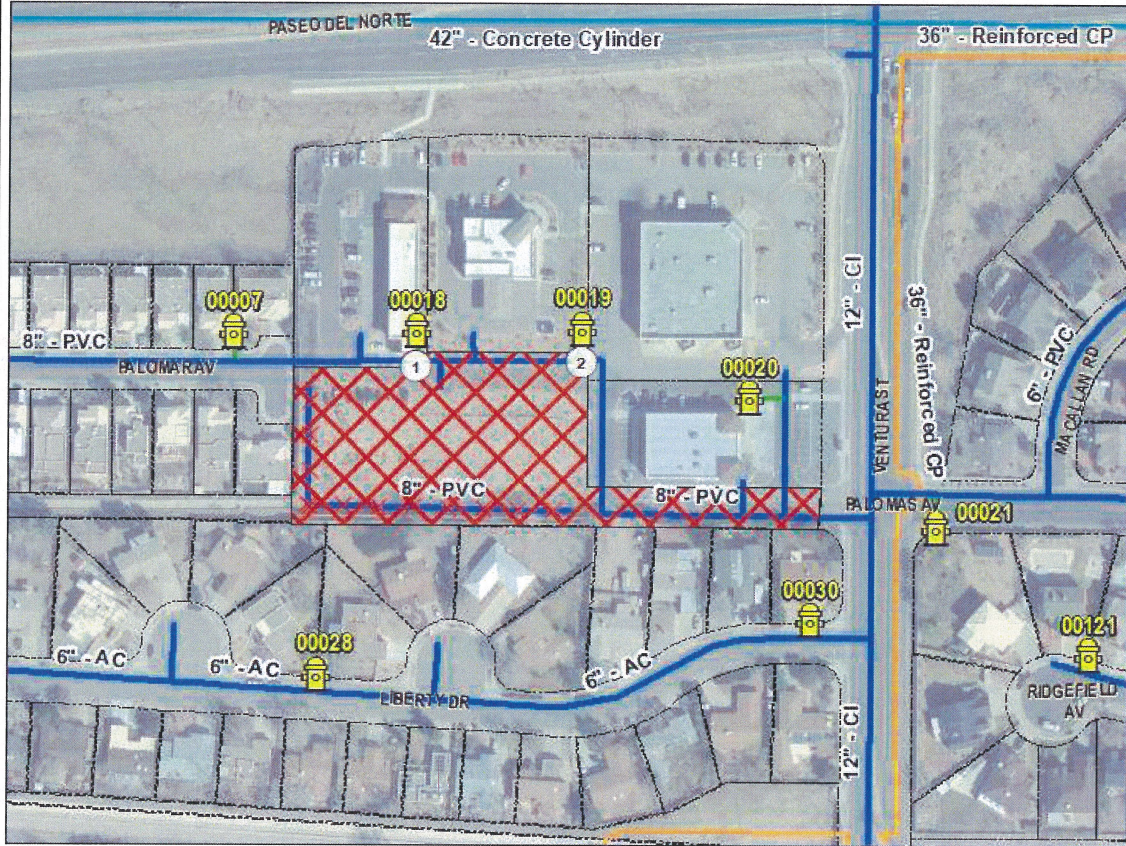 PASEO DEL NORTE
42" - Concrete Cylinder
36" - Reinforced CP
00007
00018
00019
8" - PVC
PALOMAR AV
1
2
00020
12" - CI
36" - Reinforced CP
VENTURA ST
6" - PVC
MACALLAN RD
8" - PVC
8" - PVC
PALOMAS AV
00021
00030
00121
00028
6" - AC
6" - AC
6" - AC
LIBERTY DR
RIDGEFIELD
AV
12" - CI